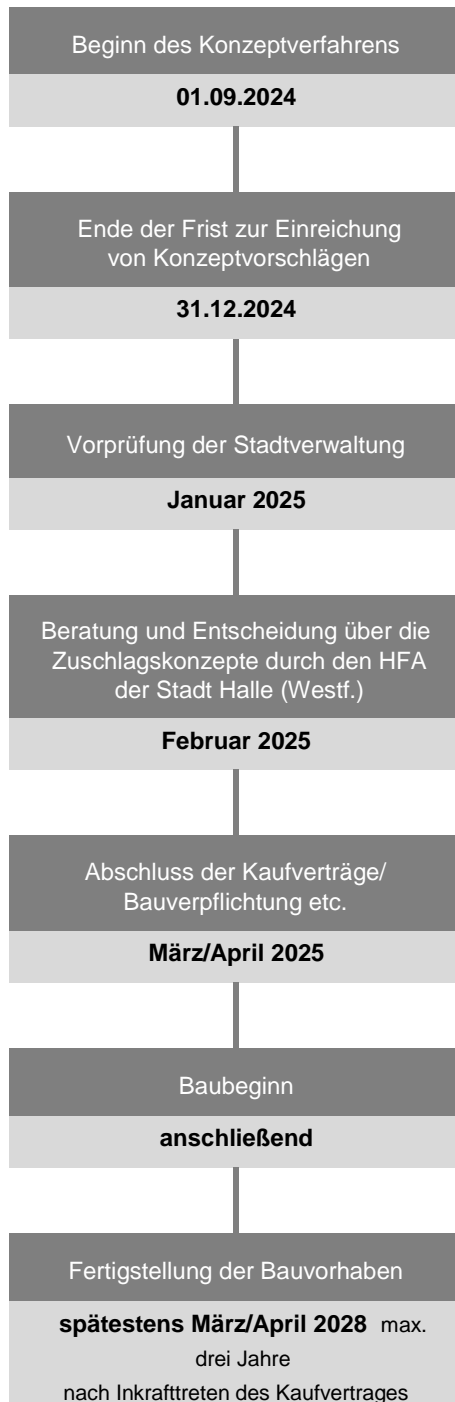 Beginn des Konzeptverfahrens
01.09.2024
Ende der Frist zur Einreichung
von Konzeptvorschlägen
31.12.2024
Vorprüfung der Stadtverwaltung
Januar 2025
Beratung und Entscheidung über die
Zuschlagskonzepte durch den HFA
der Stadt Halle (Westf.)
Februar 2025
Abschluss der Kaufverträge/
Bauverpflichtung etc.
März/April 2025
Baubeginn
anschließend
Fertigstellung der Bauvorhaben
spätestens März/April 2028 max.
drei Jahre
nach Inkrafttreten des Kaufvertrages